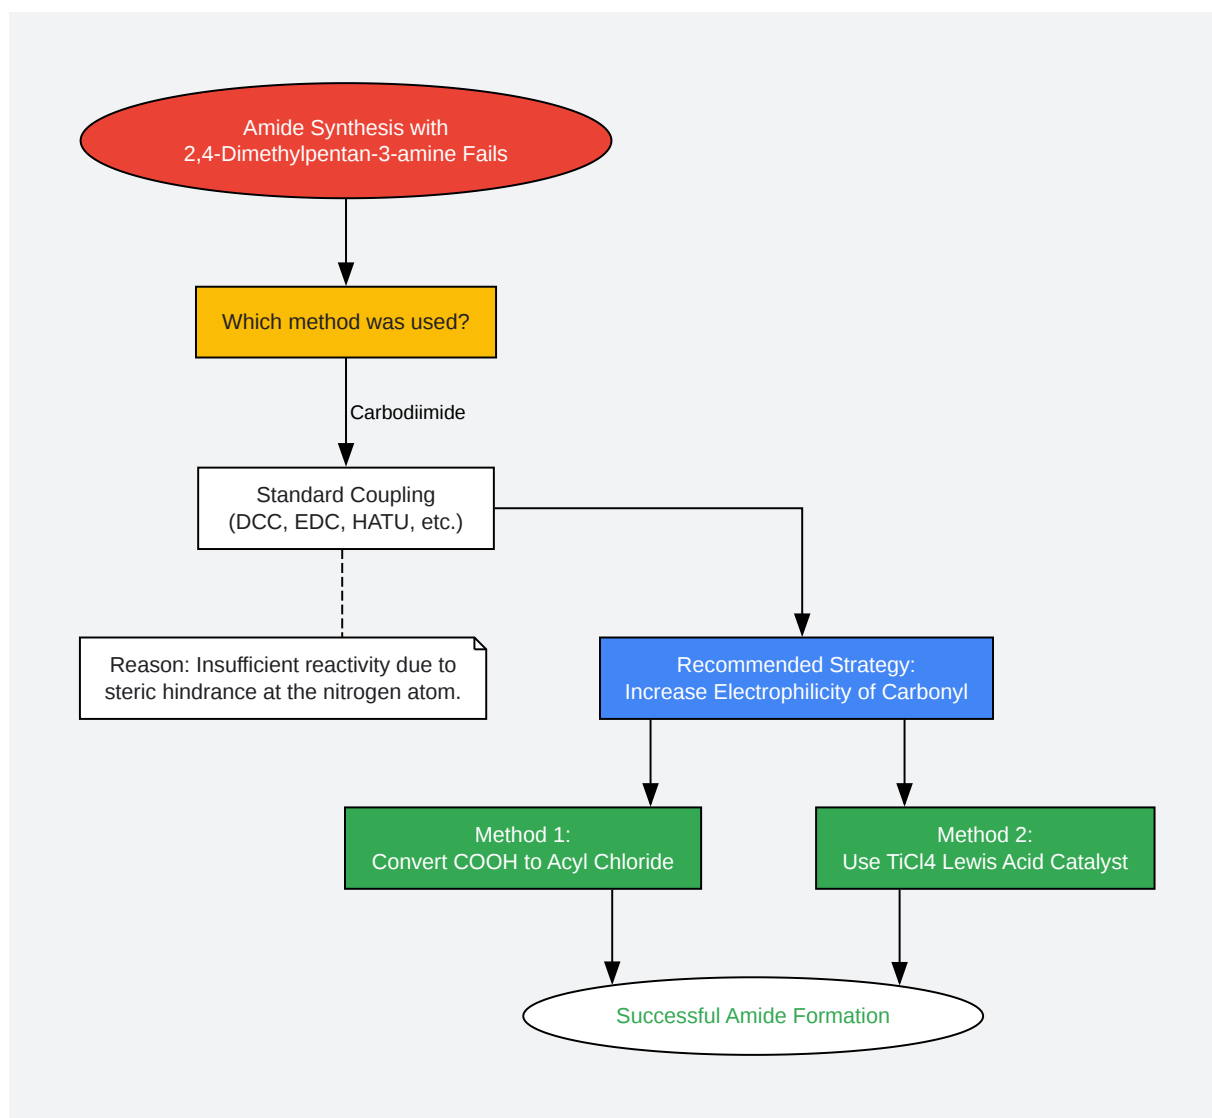 Amide Synthesis with
2,4-Dimethylpentan-3-amine Fails
Which method was used?
Carbodiimide
Standard Coupling
(DCC, EDC, HATU, etc.)
Reason: Insufficient reactivity due to
steric hindrance at the nitrogen atom.
Recommended Strategy:
Increase Electrophilicity of Carbonyl
Method 1:
Convert COOH to Acyl Chloride
Method 2:
Use TiCl4 Lewis Acid Catalyst
Successful Amide Formation